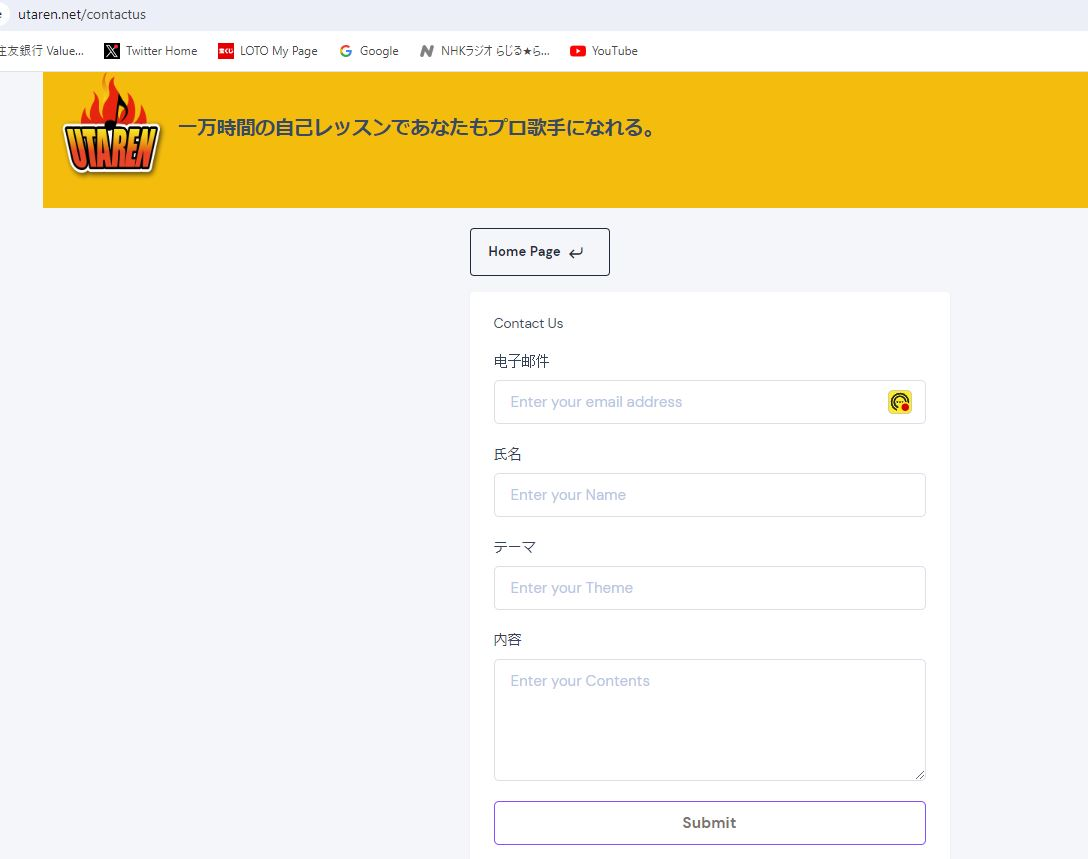 utaren.net/contactus
友銀行 Value... Twitter Home LOTO My Page Google NHKラジオ らじる★ら... YouTube
UTAREN
一万時間の自己レッスンであなたもプロ歌手になれる。
Home Page
Contact Us
电子邮件
Enter your email address
氏名
Enter your Name
テーマ
Enter your Theme
内容
Enter your Contents
Submit